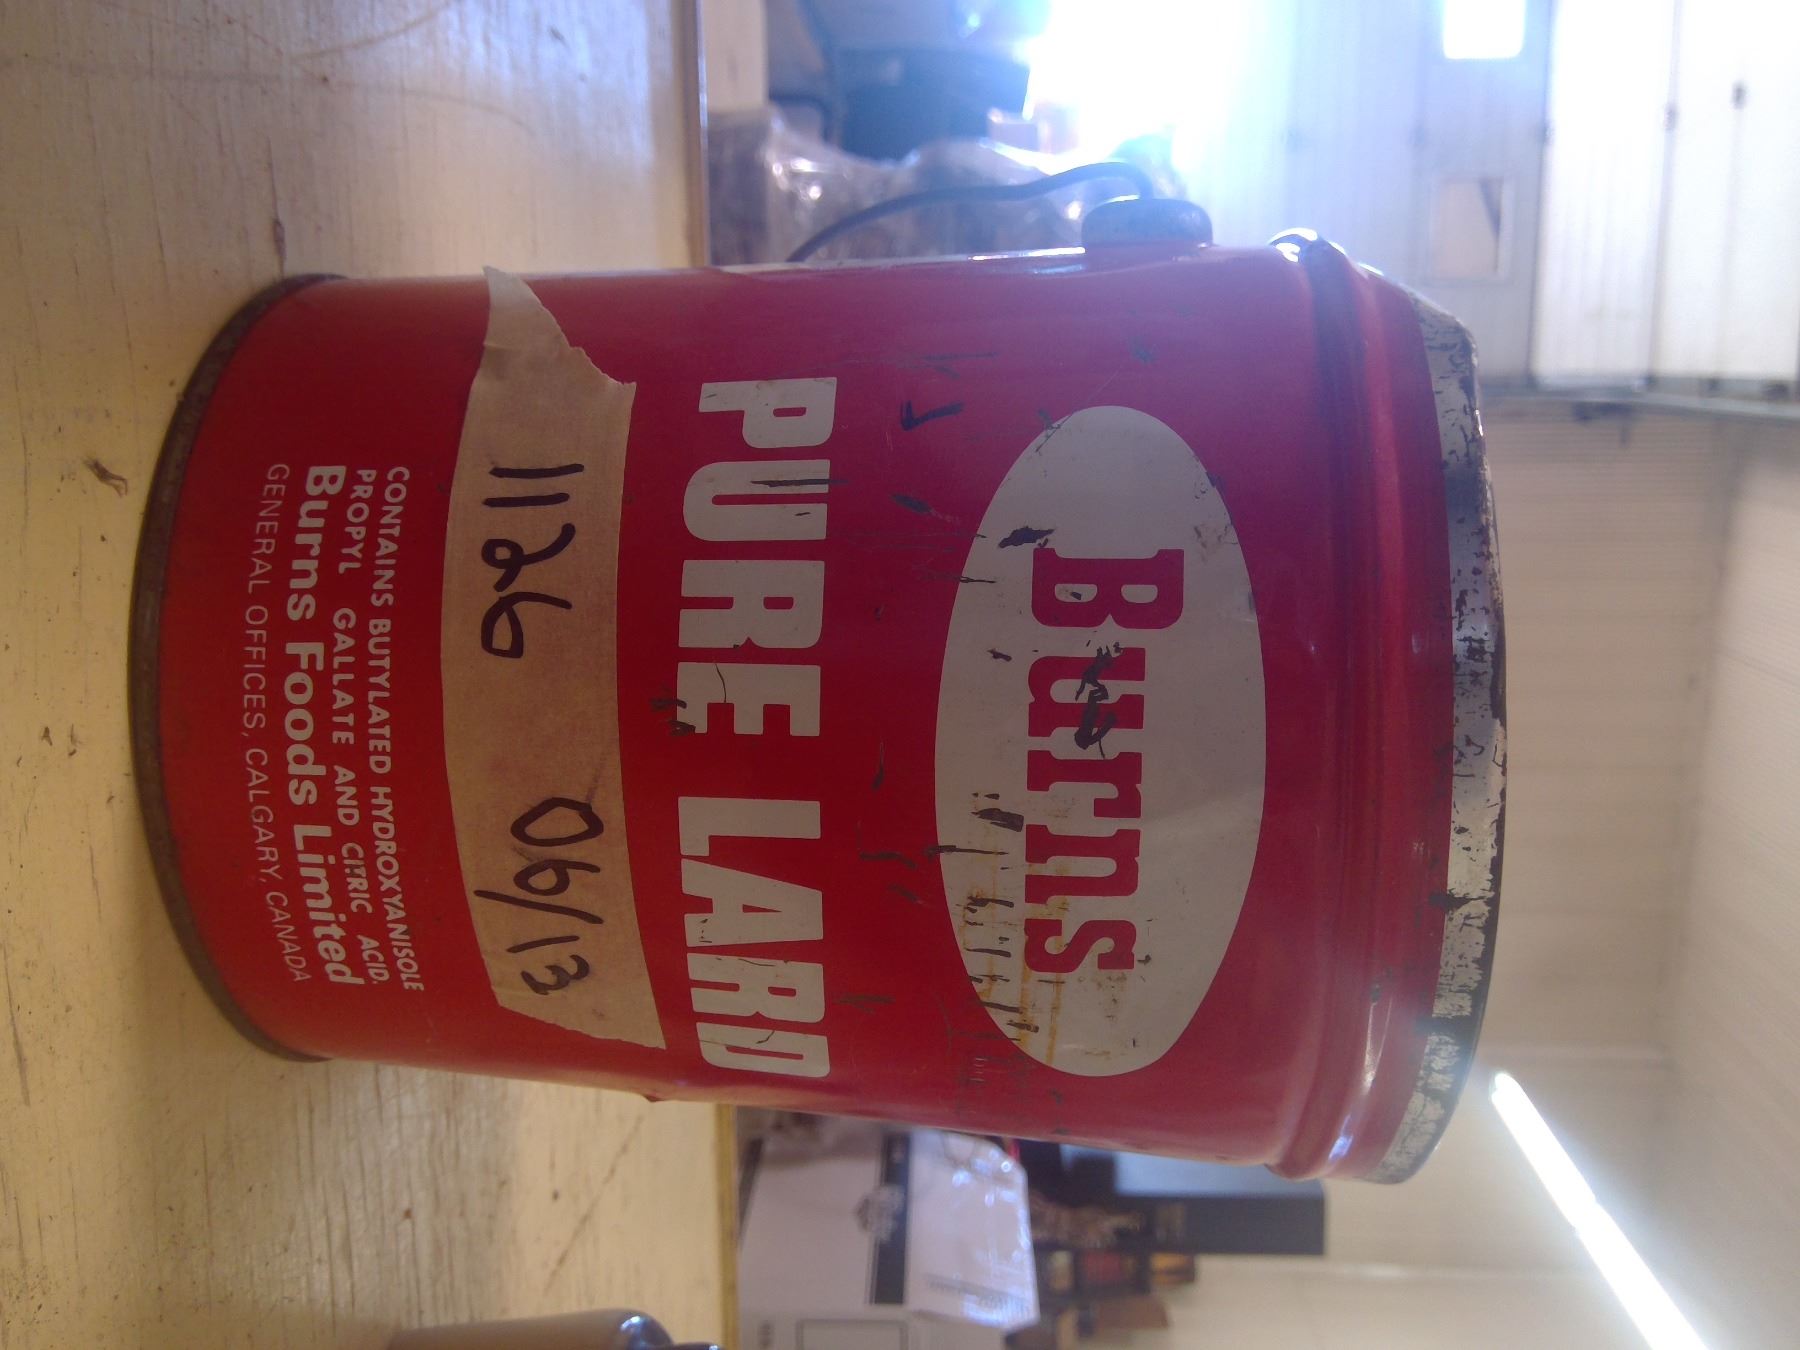 Burns
PURE LARD
1126 06/13
CONTAINS BUTYLATED HYDROXYANISOLE
PROPYL GALLATE AND CITRIC ACID.
Burns Foods Limited
GENERAL OFFICES, CALGARY, CANADA